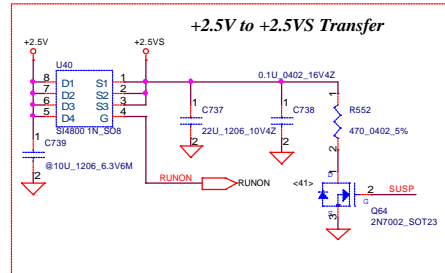 +2.5V to +2.5VS Transfer
+2.5V
+2.5VS
U40
8 D1 S1 1
7 D2 S2 2
6 D3 S3 3
5 D4 G 4
SI4800 1N_SO8
1
C739
2
@10U_1206_6.3V6M
RUNON
RUNON
1
C737
2
22U_1206_10V4Z
0.1U_0402_16V4Z
1
C738
2
1
R552
470_0402_5%
2
<41>
1
D
2
G
SUSP
S
3
Q64
2N7002_SOT23